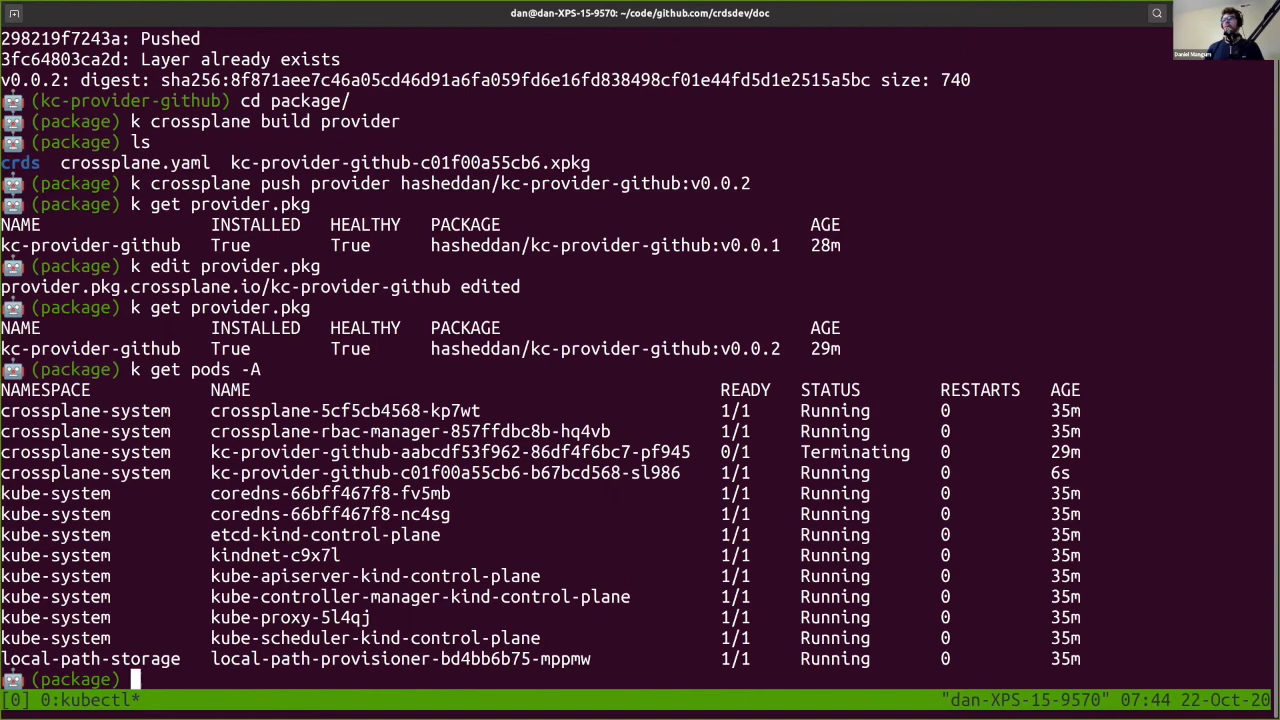 dan@dan-XPS-15-9570: ~/code/github.com/crdsdev/doc
Daniel Mangum
298219f7243a: Pushed
3fc64803ca2d: Layer already exists
v0.0.2: digest: sha256:8f871aee7c46a05cd46d91a6fa059fd6e16fd838498cf01e44fd5d1e2515a5bc size: 740
(kc-provider-github) cd package/
(package) k crossplane build provider
(package) ls
crds  crossplane.yaml  kc-provider-github-c01f00a55cb6.xpkg
(package) k crossplane push provider hasheddan/kc-provider-github:v0.0.2
(package) k get provider.pkg
NAME                 INSTALLED   HEALTHY   PACKAGE                               AGE
kc-provider-github   True        True      hasheddan/kc-provider-github:v0.0.1   28m
(package) k edit provider.pkg
provider.pkg.crossplane.io/kc-provider-github edited
(package) k get provider.pkg
NAME                 INSTALLED   HEALTHY   PACKAGE                               AGE
kc-provider-github   True        True      hasheddan/kc-provider-github:v0.0.2   29m
(package) k get pods -A
NAMESPACE            NAME                                              READY   STATUS        RESTARTS   AGE
crossplane-system    crossplane-5cf5cb4568-kp7wt                       1/1     Running       0          35m
crossplane-system    crossplane-rbac-manager-857ffdbc8b-hq4vb          1/1     Running       0          35m
crossplane-system    kc-provider-github-aabcdf53f962-86df4f6bc7-pf945  0/1     Terminating   0          29m
crossplane-system    kc-provider-github-c01f00a55cb6-b67bcd568-sl986   1/1     Running       0          6s
kube-system          coredns-66bff467f8-fv5mb                          1/1     Running       0          35m
kube-system          coredns-66bff467f8-nc4sg                          1/1     Running       0          35m
kube-system          etcd-kind-control-plane                           1/1     Running       0          35m
kube-system          kindnet-c9x7l                                     1/1     Running       0          35m
kube-system          kube-apiserver-kind-control-plane                 1/1     Running       0          35m
kube-system          kube-controller-manager-kind-control-plane        1/1     Running       0          35m
kube-system          kube-proxy-5l4qj                                  1/1     Running       0          35m
kube-system          kube-scheduler-kind-control-plane                 1/1     Running       0          35m
local-path-storage   local-path-provisioner-bd4bb6b75-mppmw            1/1     Running       0          35m
(package)
[0] 0:kubectl*    "dan-XPS-15-9570" 07:44 22-Oct-20